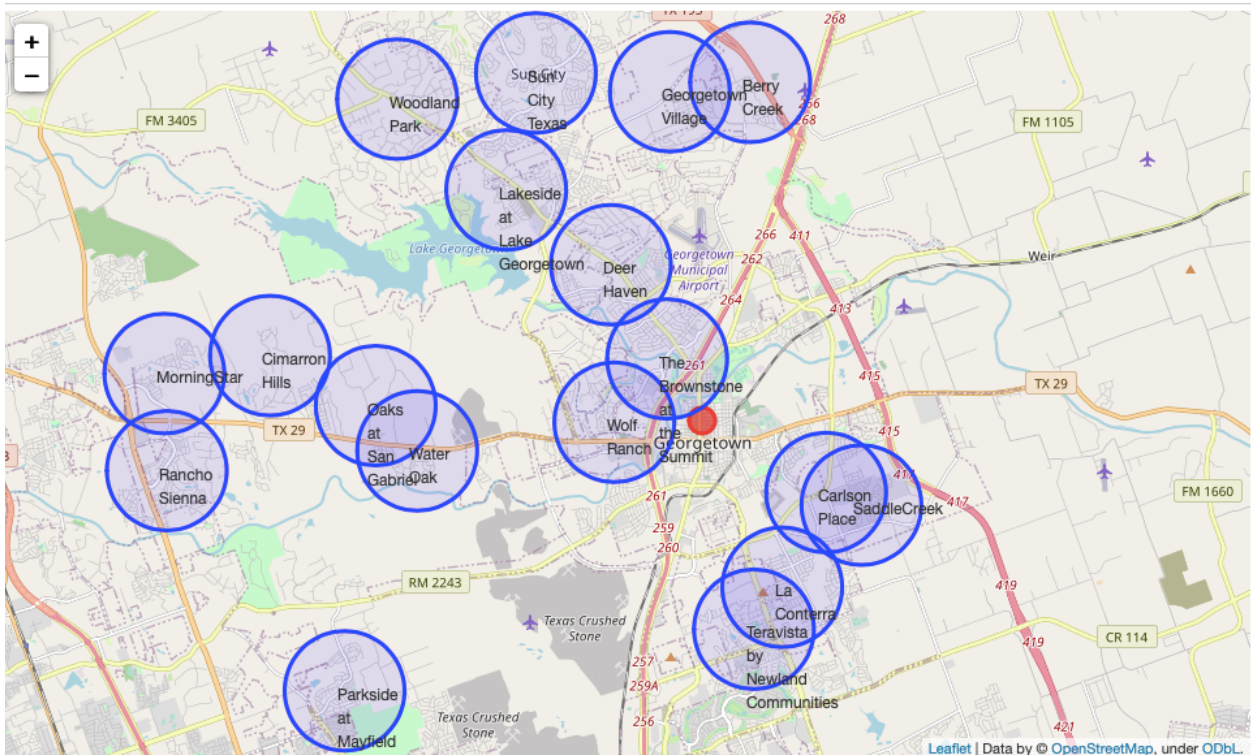 +
−
TX 195
268
FM 3405
Woodland
Park
Sun City
Sun
City
Texas
Georgetown
Village
Berry
Creek
266
268
FM 1105
Lakeside
at
Lake
Georgetown
Lake Georgetown
Deer
Haven
Georgetown
Municipal
Airport
266
262
264
411
413
Weir
MorningStar
Cimarron
Hills
The
Brownstone
at
the
Summit
261
415
TX 29
TX 29
Oaks
at
San
Gabriel
Water
Oak
Wolf
Ranch
Georgetown
415
417
417
3
Rancho
Sienna
261
259
260
Carlson
Place
SaddleCreek
FM 1660
RM 2243
La
Conterra
419
Texas Crushed
Stone
Teravista
by
Newland
Communities
CR 114
419
257
259A
256
Parkside
at
Mayfield
Texas Crushed
Stone
421
Leaflet | Data by © OpenStreetMap, under ODbL.